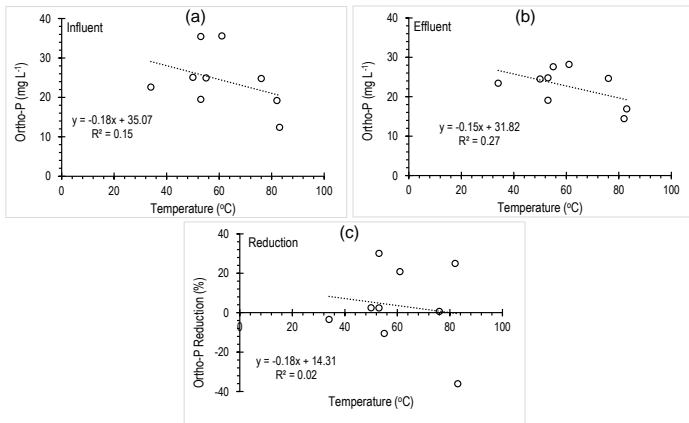 (a)
Influent
Ortho-P (mg L⁻¹)
40
30
20
10
0
y = -0.18x + 35.07
R² = 0.15
0 20 40 60 80 100
Temperature (°C)
(b)
Effluent
Ortho-P (mg L⁻¹)
40
30
20
10
0
y = -0.15x + 31.82
R² = 0.27
0 20 40 60 80 100
Temperature (°C)
(c)
Reduction
Ortho-P Reduction (%)
40
20
0
-20
-40
0 20 40 60 80 100
y = -0.18x + 14.31
R² = 0.02
Temperature (°C)